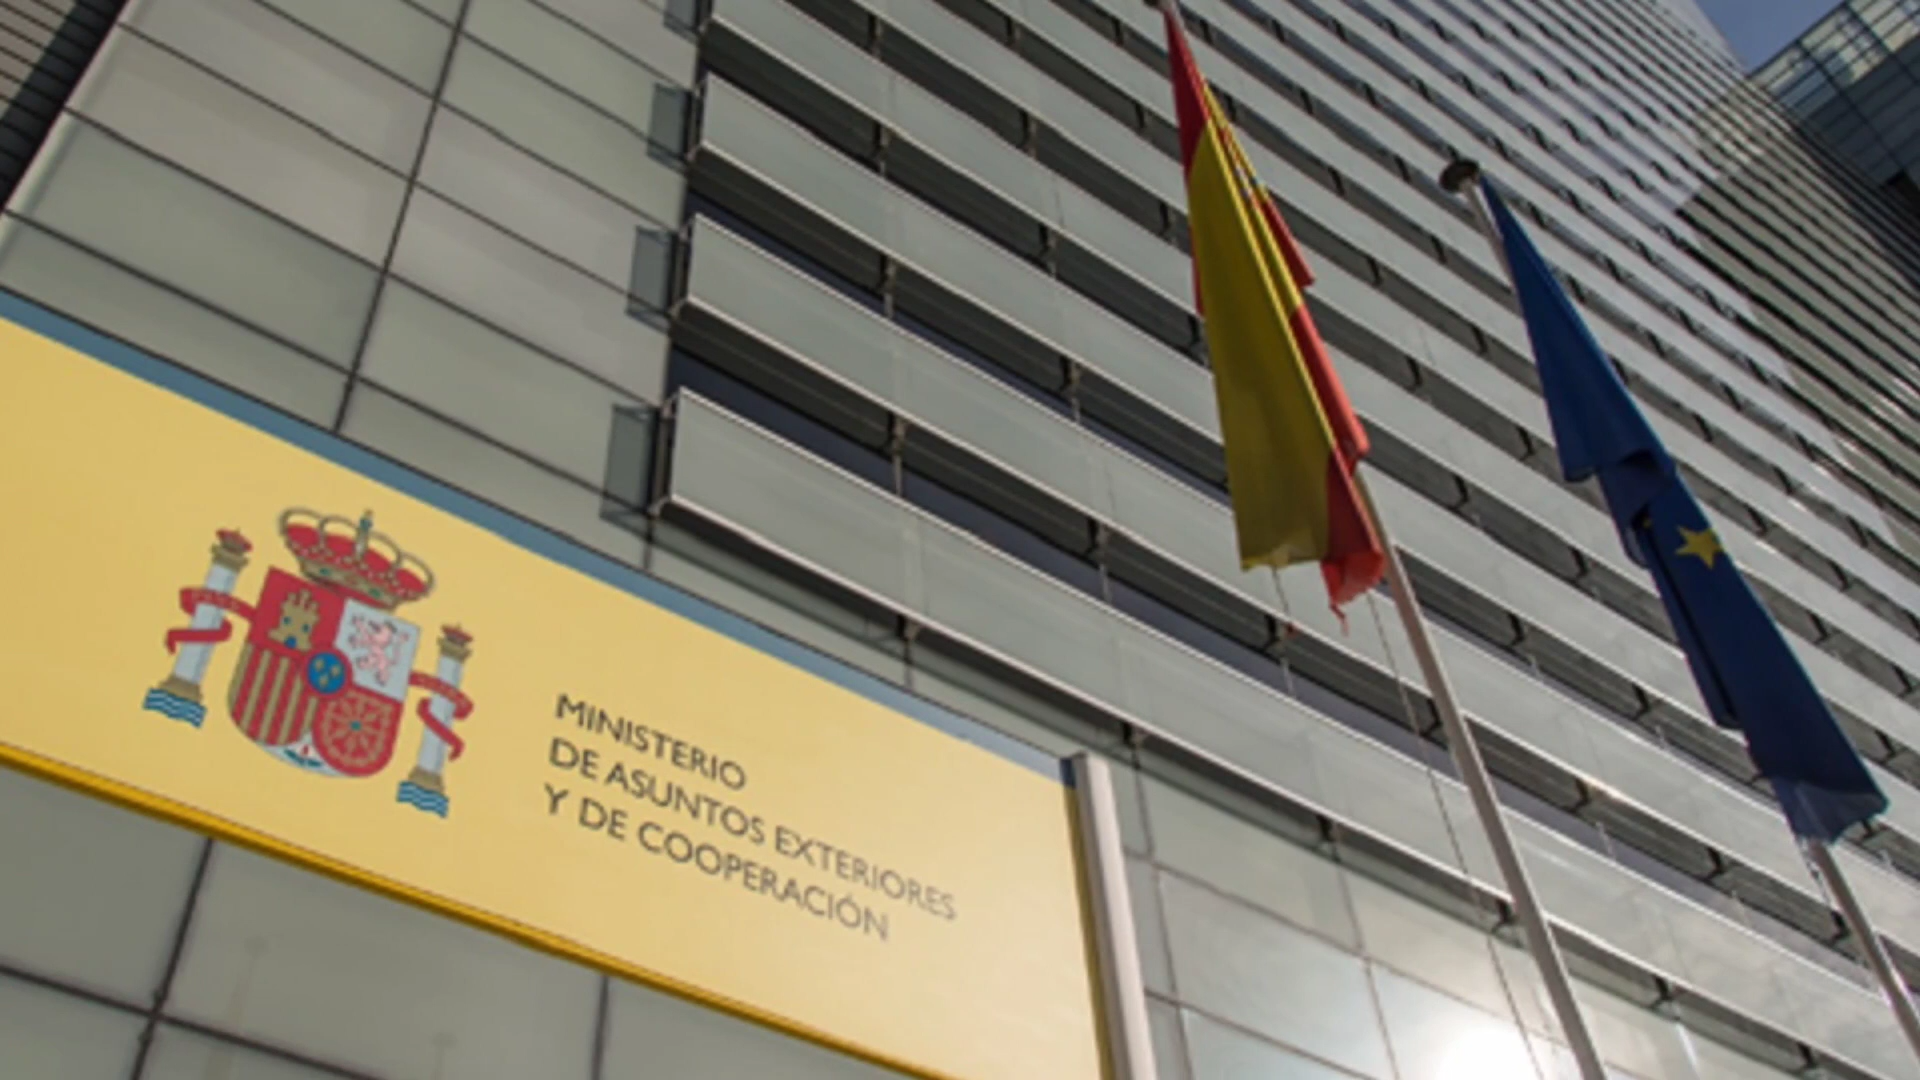 MINISTERIO
DE ASUNTOS EXTERIORES
Y DE COOPERACIÓN